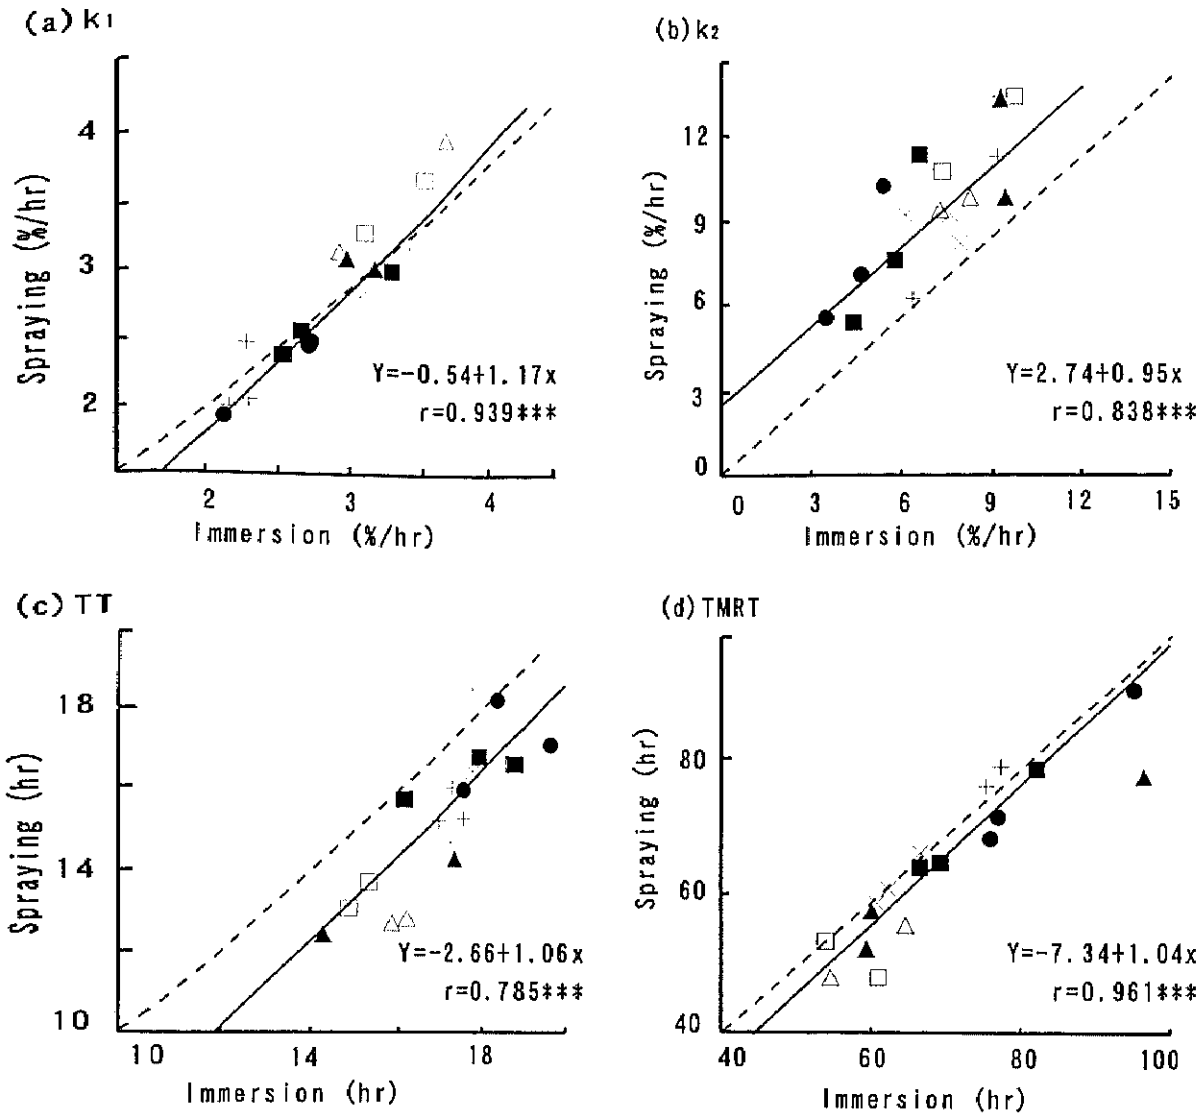 (a) k1
4
3
2
Spraying (%/hr)
Y=-0.54+1.17x
r=0.939***
2 3 4
Immersion (%/hr)
(b) k2
12
9
6
3
0
Spraying (%/hr)
Y=2.74+0.95x
r=0.838***
0 3 6 9 12 15
Immersion (%/hr)
(c) TT
18
14
10
Spraying (hr)
Y=-2.66+1.06x
r=0.785***
10 14 18
Immersion (hr)
(d) TMRT
80
60
40
Spraying (hr)
Y=-7.34+1.04x
r=0.961***
40 60 80 100
Immersion (hr)